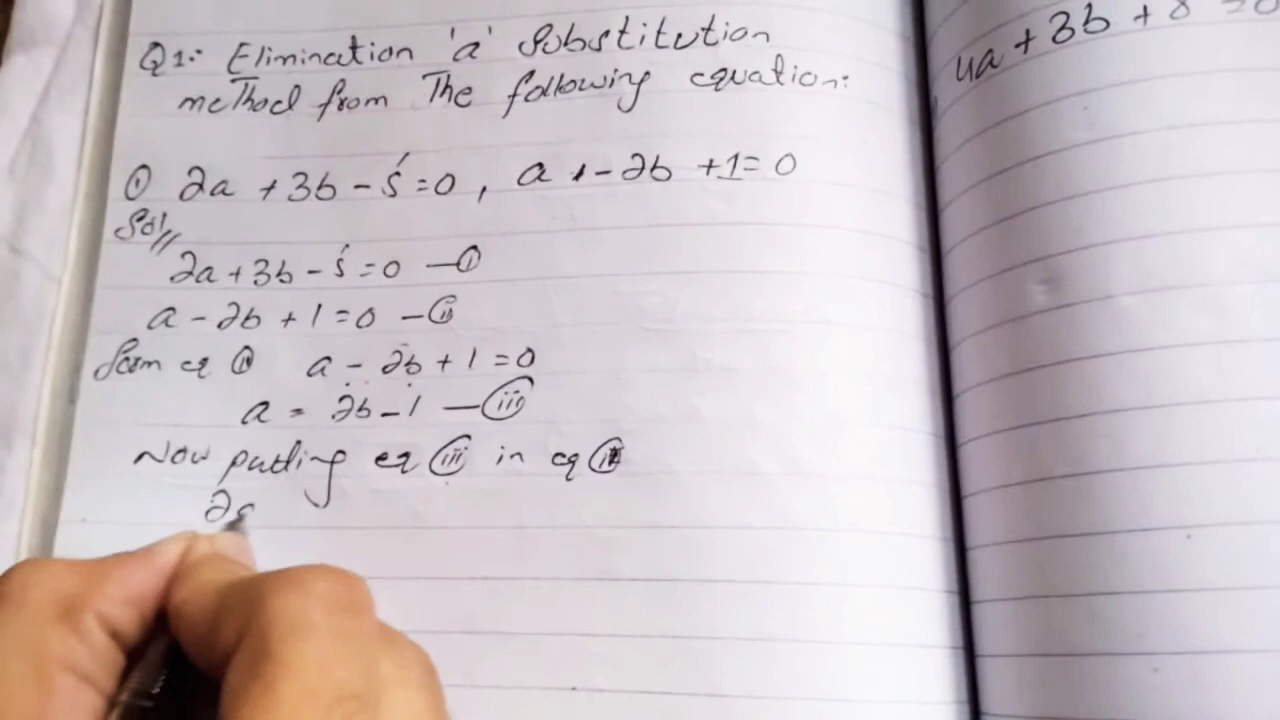 Q1: Elimination 'a' Substitution
method from The following equation:
① 2a + 3b - 5 = 0 , a - 2b + 1 = 0
Sol //
2a + 3b - 5 = 0 — ①
a - 2b + 1 = 0 — ⓘⓘ
from eq ⓘⓘ a - 2b + 1 = 0
a = 2b - 1 — (iii)
Now putting eq (iii) in eq (i)
2a
4a + 3b + 8 = 0